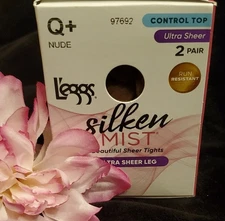 Q+
97692
CONTROL TOP
NUDE
Ultra Sheer
2 PAIR
RUN
RESISTANT
L'eggs
silken
MIST
Beautiful Sheer Tights
ULTRA SHEER LEG